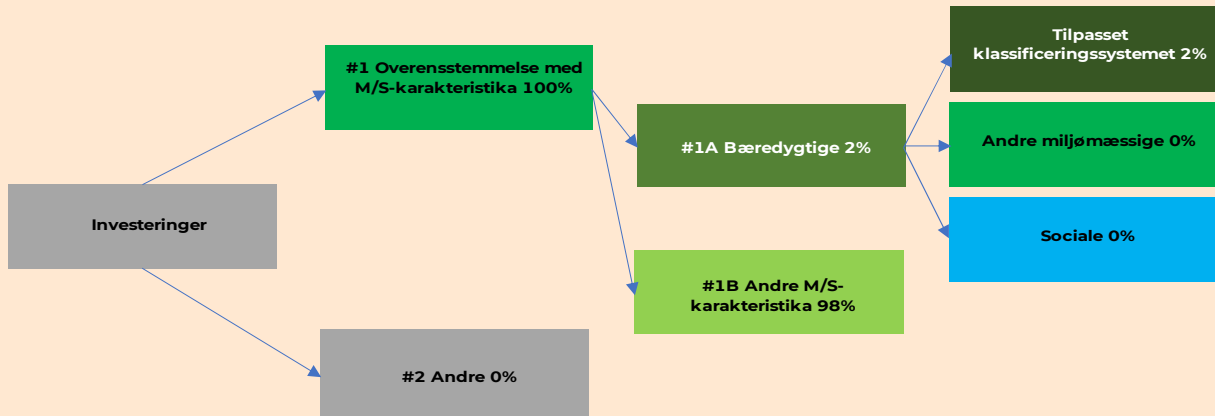 Investeringer
#1 Overensstemmelse med
M/S-karakteristika 100%
#2 Andre 0%
#1A Bæredygtige 2%
#1B Andre M/S-
karakteristika 98%
Tilpasset
klassificeringssystemet 2%
Andre miljømæssige 0%
Sociale 0%